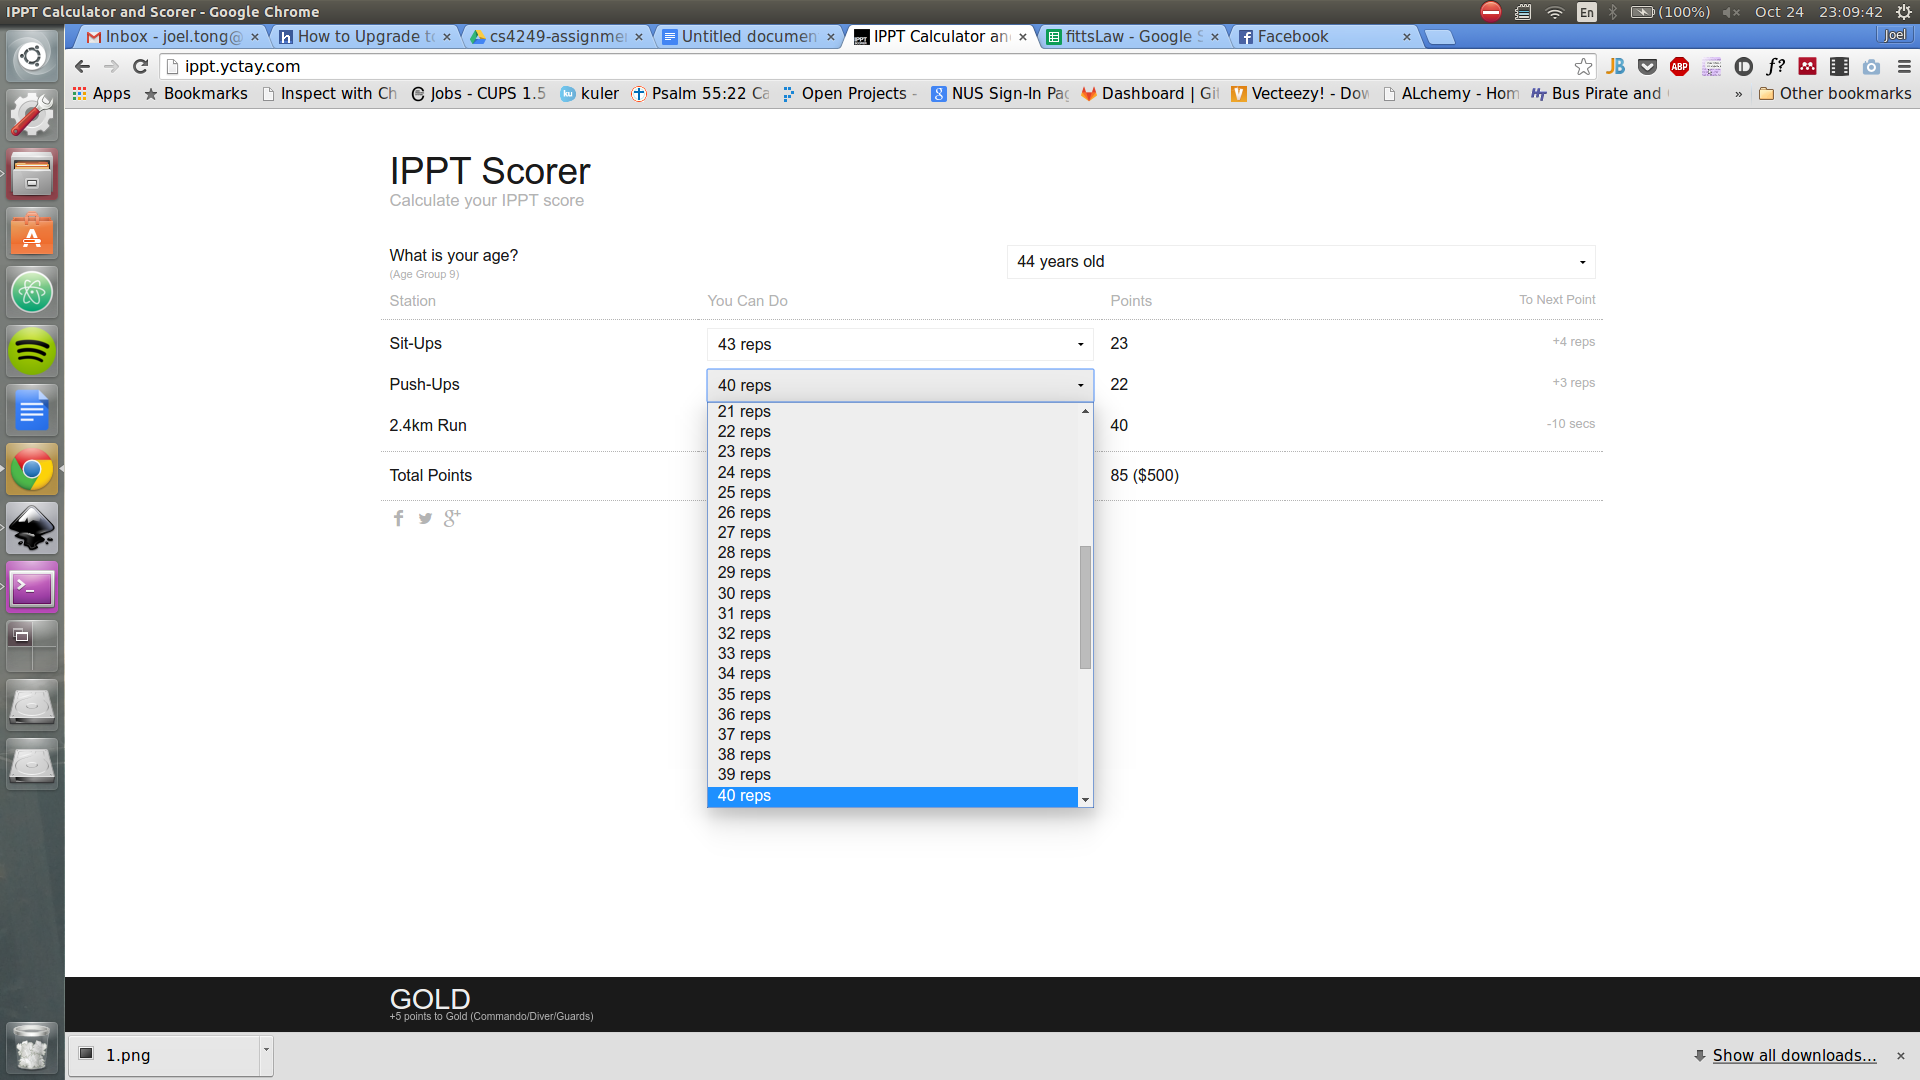 IPPT Calculator and Scorer - Google Chrome
En
(100%)
Oct 24 23:09:42
Inbox - joel.tong@
How to Upgrade to
cs4249-assignme
Untitled documen
IPPT Calculator an
fittsLaw - Google S
Facebook
Joel
ippt.yctay.com
JB
ABP
f?
Apps
Bookmarks
Inspect with Ch
Jobs - CUPS 1.5
ku
kuler
Psalm 55:22 Ca
Open Projects -
8
NUS Sign-In Pag
Dashboard | Git
V
Vecteezy! - Dow
ALchemy - Hom
HT
Bus Pirate and
»
Other bookmarks
IPPT Scorer
Calculate your IPPT score
What is your age?
(Age Group 9)
44 years old
Station
You Can Do
Points
To Next Point
Sit-Ups
43 reps
23
+4 reps
Push-Ups
40 reps
22
+3 reps
2.4km Run
40
-10 secs
Total Points
85 ($500)
21 reps
22 reps
23 reps
24 reps
25 reps
26 reps
27 reps
28 reps
29 reps
30 reps
31 reps
32 reps
33 reps
34 reps
35 reps
36 reps
37 reps
38 reps
39 reps
40 reps
GOLD
+5 points to Gold (Commando/Diver/Guards)
1.png
Show all downloads...